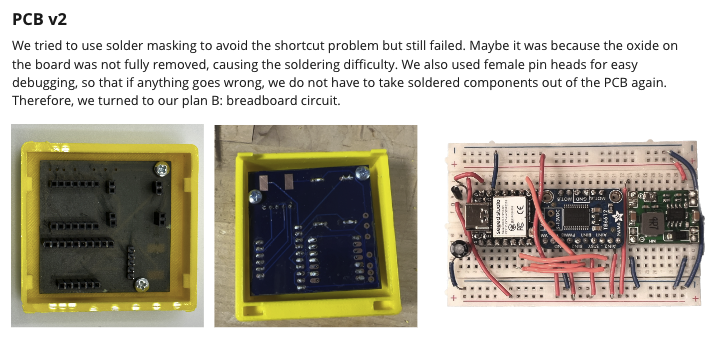 PCB v2
We tried to use solder masking to avoid the shortcut problem but still failed. Maybe it was because the oxide on
the board was not fully removed, causing the soldering difficulty. We also used female pin heads for easy
debugging, so that if anything goes wrong, we do not have to take soldered components out of the PCB again.
Therefore, we turned to our plan B: breadboard circuit.